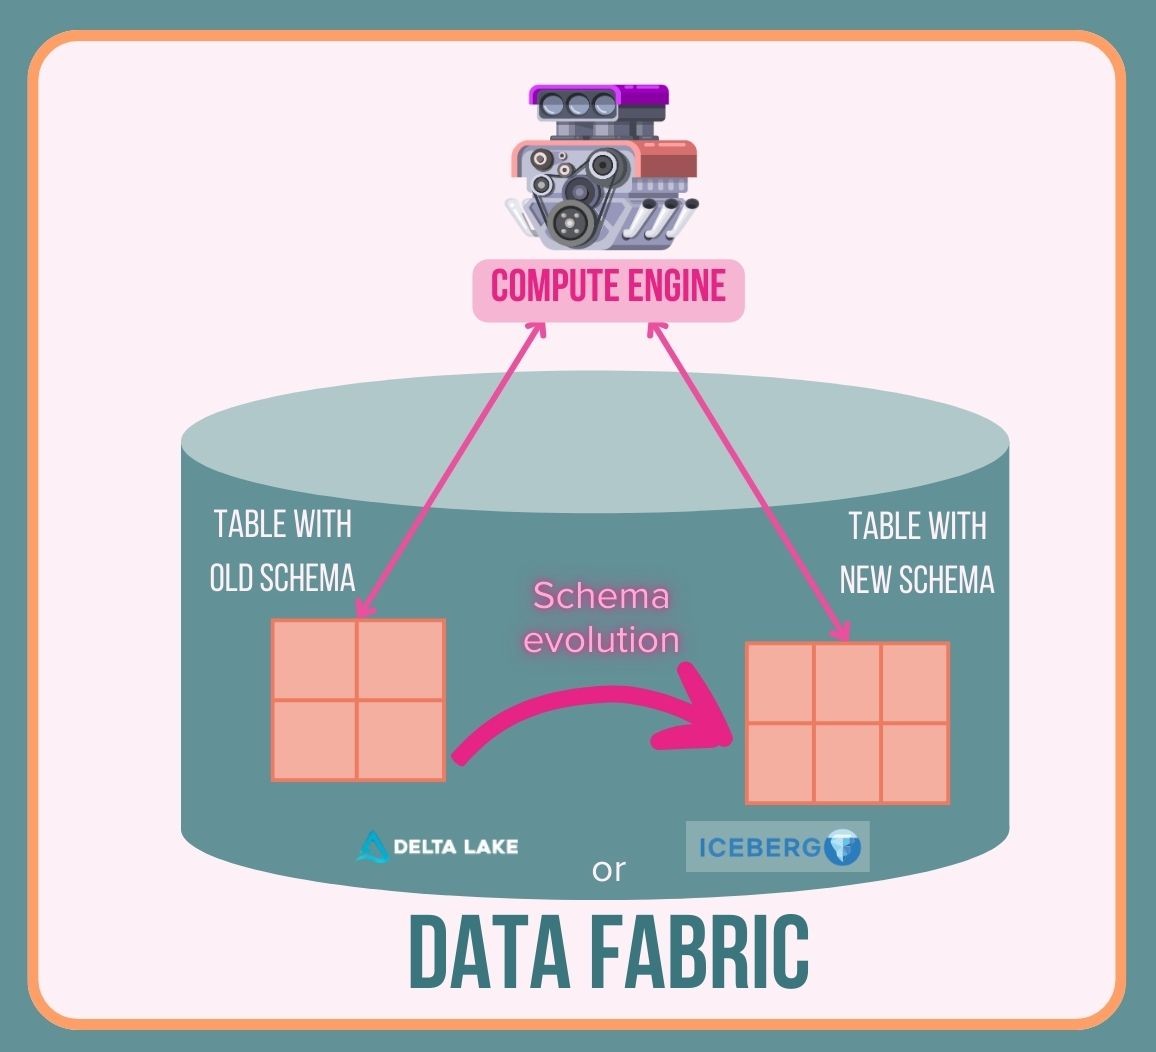 COMPUTE ENGINE
TABLE WITH
OLD SCHEMA
TABLE WITH
NEW SCHEMA
Schema
evolution
DELTA LAKE
or
ICEBERG
DATA FABRIC